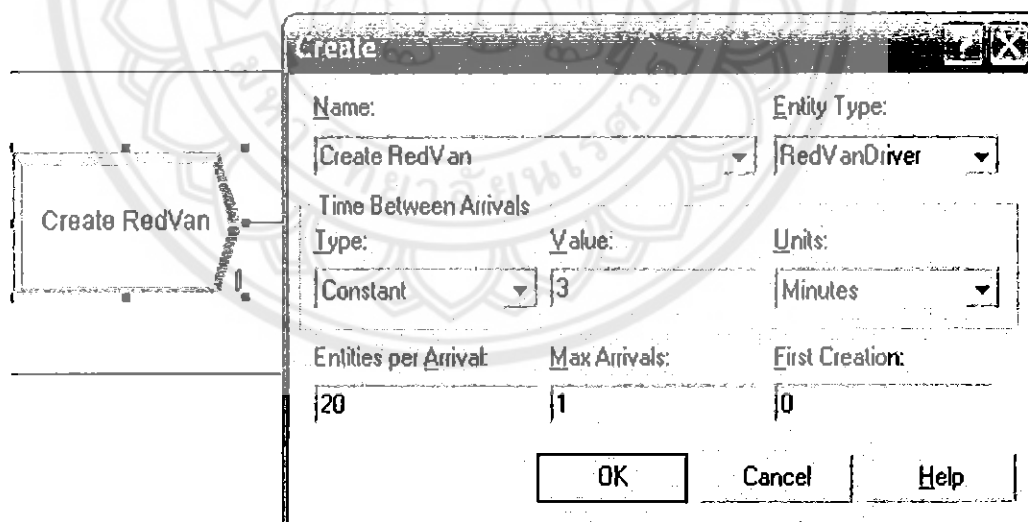 Create
Name:
Entity Type:
Create RedVan
RedVanDriver
Create RedVan
Time Between Arrivals
Type:
Value:
Units:
Constant
3
Minutes
Entities per Arrival:
Max Arrivals:
First Creation:
20
1
0
OK
Cancel
Help